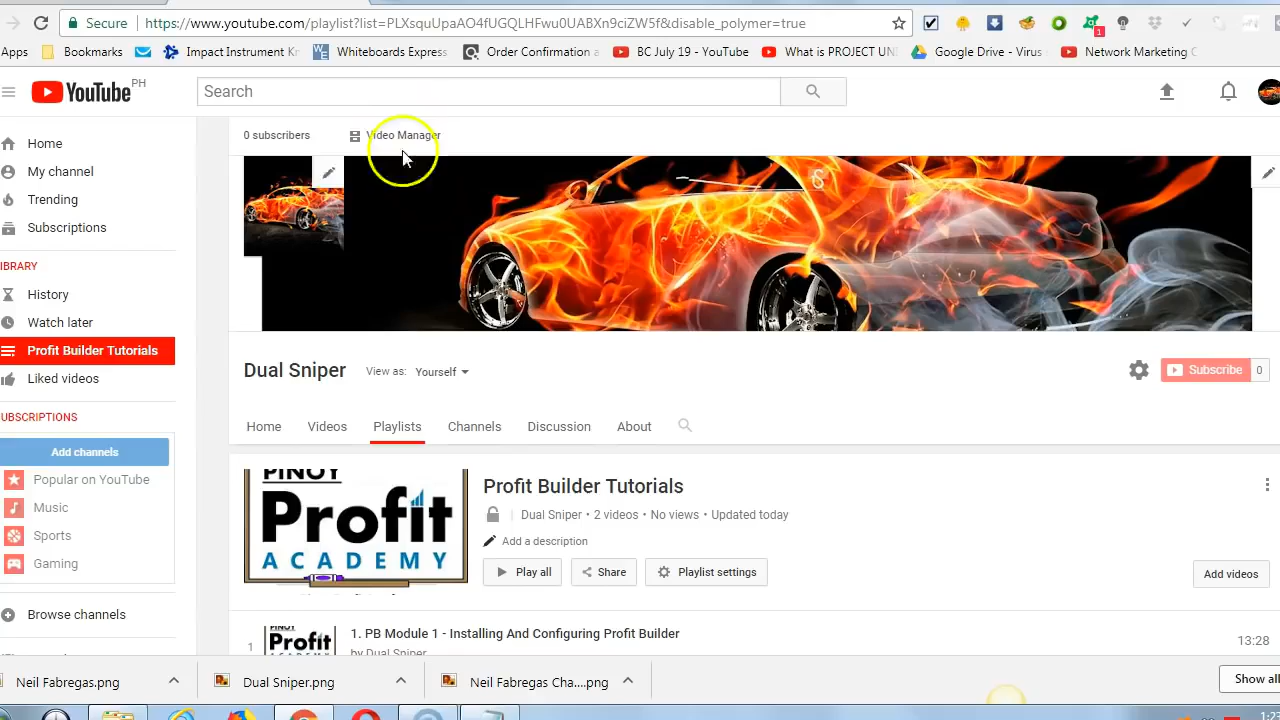 Secure
https://www.youtube.com/playlist?list=PLXsquUpaAO4fUGQLHFwu0UABXn9ciZW5f&disable_polymer=true
1
Apps
Bookmarks
Impact Instrument Kr
Whiteboards Express
Order Confirmation a
BC July 19 - YouTube
What is PROJECT UNI
Google Drive - Virus
Network Marketing C
YouTube PH
Search
0 subscribers
Video Manager
Home
My channel
Trending
Subscriptions
IBRARY
History
Watch later
Profit Builder Tutorials
Liked videos
UBSCRIPTIONS
Add channels
Popular on YouTube
Music
Sports
Gaming
Browse channels
Dual Sniper
View as: Yourself
Subscribe 0
Home
Videos
Playlists
Channels
Discussion
About
PINOY
Profit
ACADEMY
Profit Builder Tutorials
Dual Sniper • 2 videos • No views • Updated today
Add a description
Play all
Share
Playlist settings
Add videos
1
Profit
1. PB Module 1 - Installing And Configuring Profit Builder
by Dual Sniper
13:28
Neil Fabregas.png
Dual Sniper.png
Neil Fabregas Cha....png
Show all